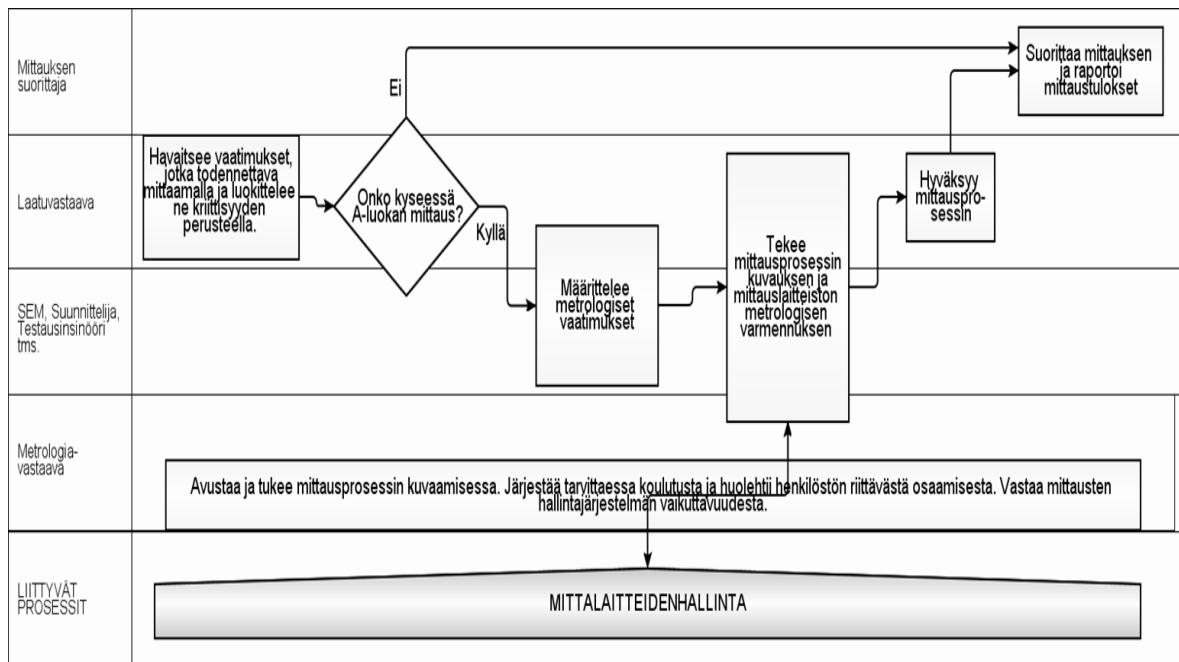 Mittauksen
suorittaja
Ei
Suorittaa mittauksen
ja raportoi
mittaustulokset
Laatuvastaava
Havaitsee vaatimukset,
jotka todennettava
mittaamalla ja luokittelee
ne kriittisyyden
perusteella.
Onko kyseessä
A-luokan mittaus?
Kyllä
Hyväksyy
mittauspro-
sessin
SEM, Suunnittelija,
Testausinsinööri
tms.
Määrittelee
metrologiset
vaatimukset
Tekee
mittausprosessin
kuvauksen ja
mittauslaitteiston
metrologisen
varmennuksen
Metrologia-
vastaava
Avustaa ja tukee mittausprosessin kuvaamisessa. Järjestää tarvittaessa koulutusta ja huolehtii henkilöstön riittävästä osaamisesta. Vastaa mittausten
hallintajärjestelmän vaikuttavuudesta.
LIITTYVÄT
PROSESSIT
MITTALAITTEIDENHALLINTA